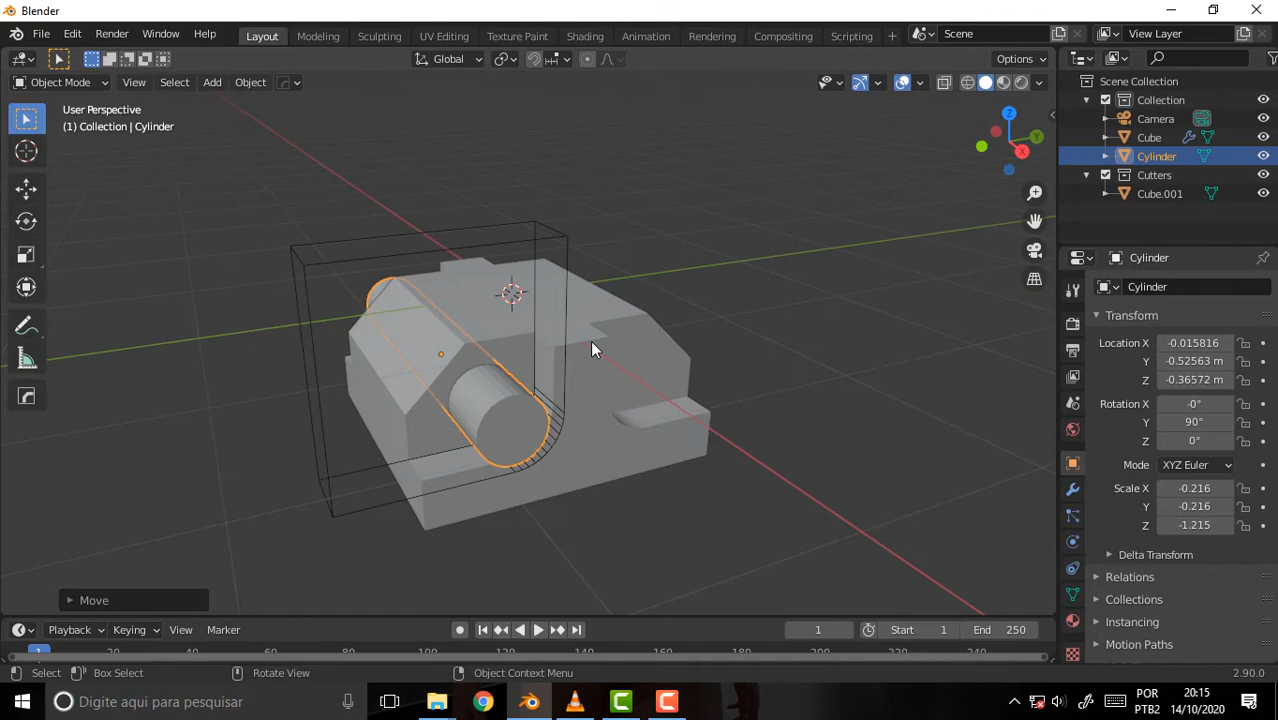 Blender
File Edit Render Window Help
Layout Modeling Sculpting UV Editing Texture Paint Shading Animation Rendering Compositing Scripting +
Scene
View Layer
Global
Options
Object Mode View Select Add Object
User Perspective
(1) Collection | Cylinder
Z
Y
X
Scene Collection
Collection
Camera
Cube
Cylinder
Cutters
Cube.001
Cylinder
Cylinder
Transform
Location X -0.015816
Y -0.52563 m
Z -0.36572 m
Rotation X -0°
Y 90°
Z 0°
Mode XYZ Euler
Scale X -0.216
Y -0.216
Z -1.215
Delta Transform
Relations
Collections
Instancing
Motion Paths
Move
Playback Keying View Marker
1
Start 1
End 250
1 20 40 60 80 100 120 140 160 180 200 220 240
Select Box Select Rotate View Object Context Menu
2.90.0
Digite aqui para pesquisar
POR
PTB2
20:15
14/10/2020